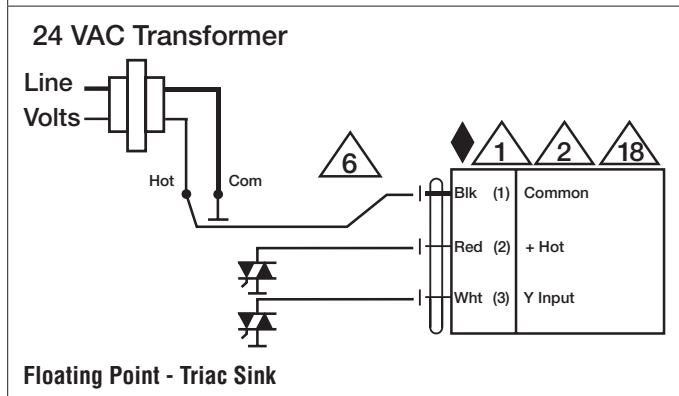 24 VAC Transformer
Line
Volts
Hot
Com
6
1
2
18
Blk (1) Common
Red (2) + Hot
Wht (3) Y Input
Floating Point - Triac Sink